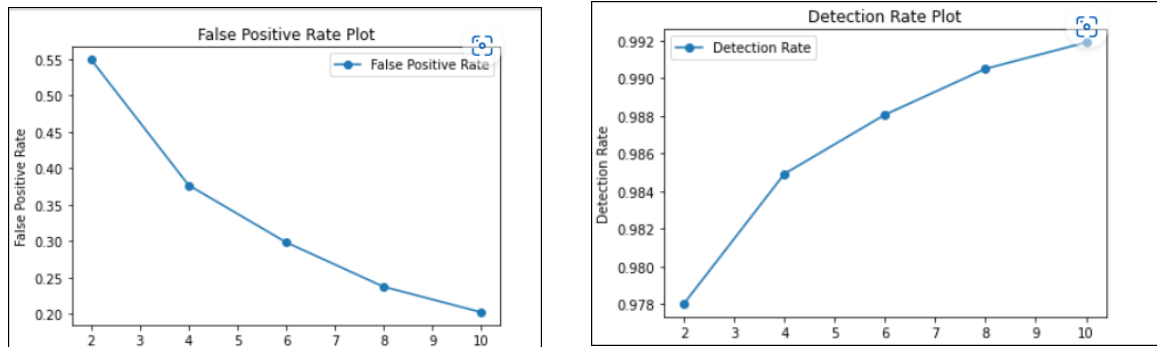 False Positive Rate Plot
False Positive Rate
False Positive Rate
0.55
0.50
0.45
0.40
0.35
0.30
0.25
0.20
2 3 4 5 6 7 8 9 10
Detection Rate Plot
Detection Rate
Detection Rate
0.992
0.990
0.988
0.986
0.984
0.982
0.980
0.978
2 3 4 5 6 7 8 9 10